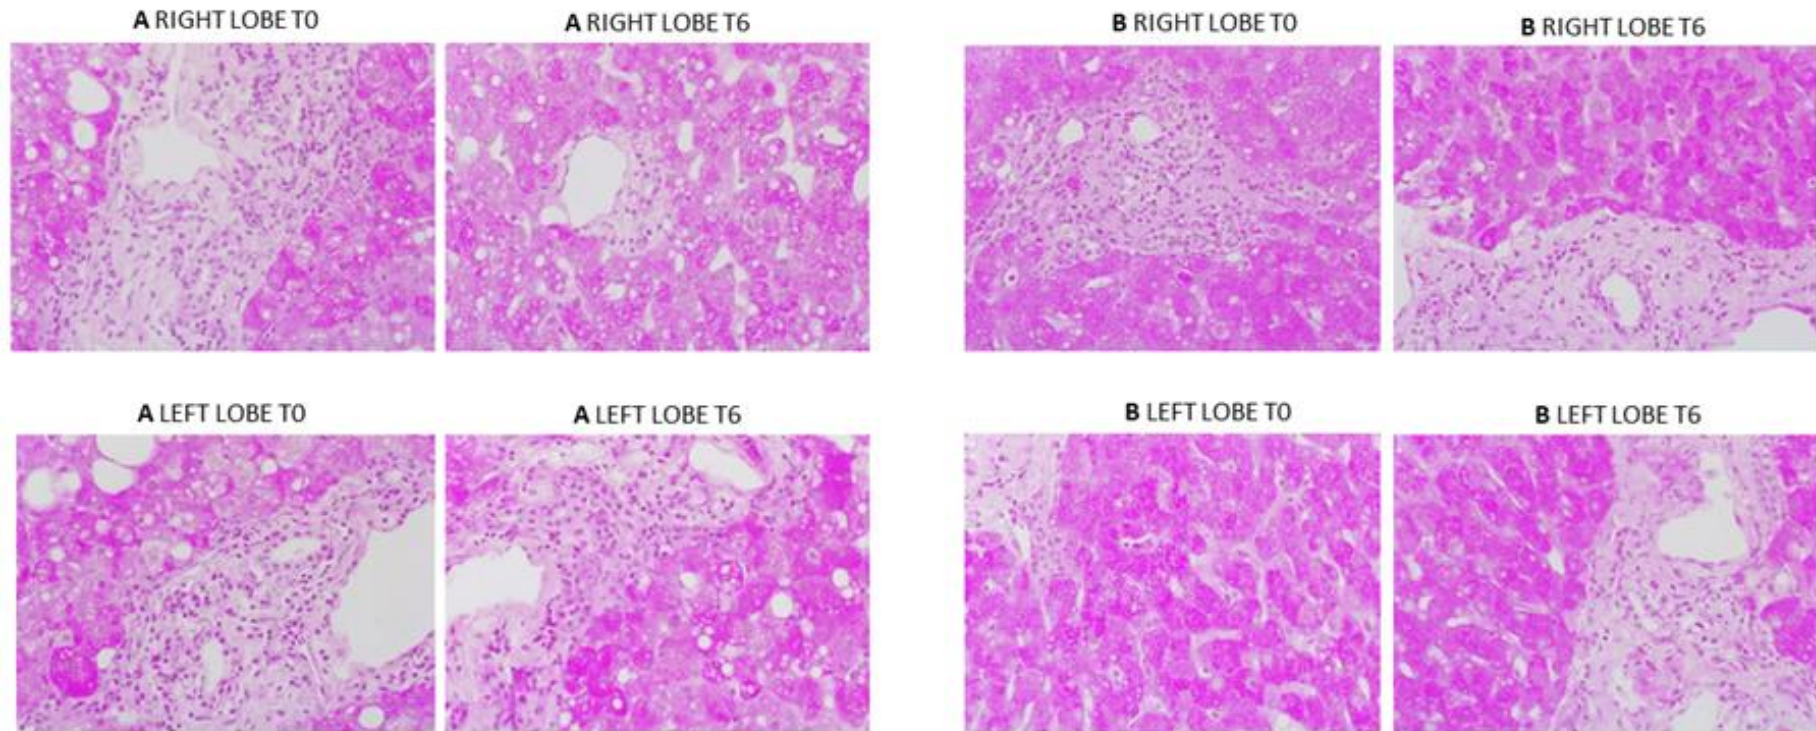 A RIGHT LOBE T0
A RIGHT LOBE T6
B RIGHT LOBE T0
B RIGHT LOBE T6
A LEFT LOBE T0
A LEFT LOBE T6
B LEFT LOBE T0
B LEFT LOBE T6